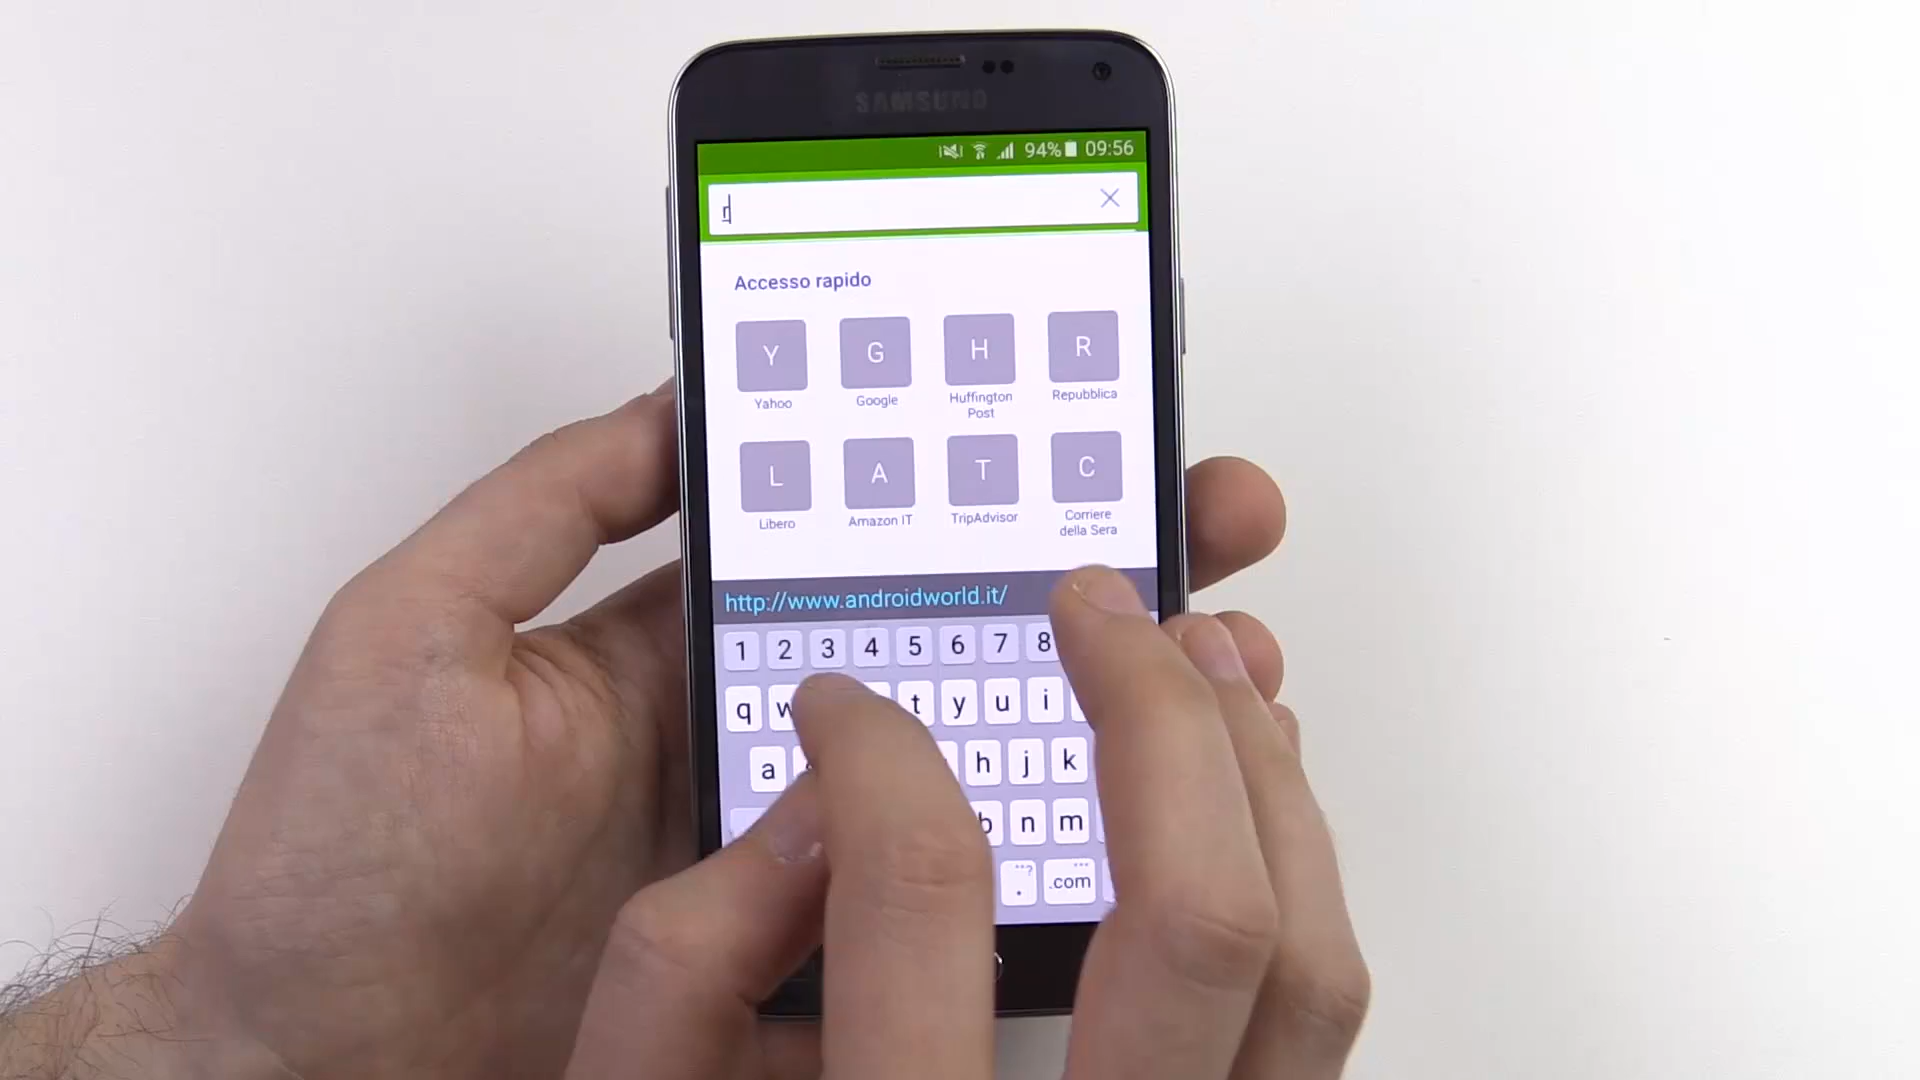 SAMSUNG
94% 09:56
r
Accesso rapido
Y G H R
Yahoo Google Huffington Post Repubblica
L A T C
Libero Amazon IT TripAdvisor Corriere della Sera
http://www.androidworld.it/
1 2 3 4 5 6 7 8
q w t y u i
a h j k
b n m
. .com